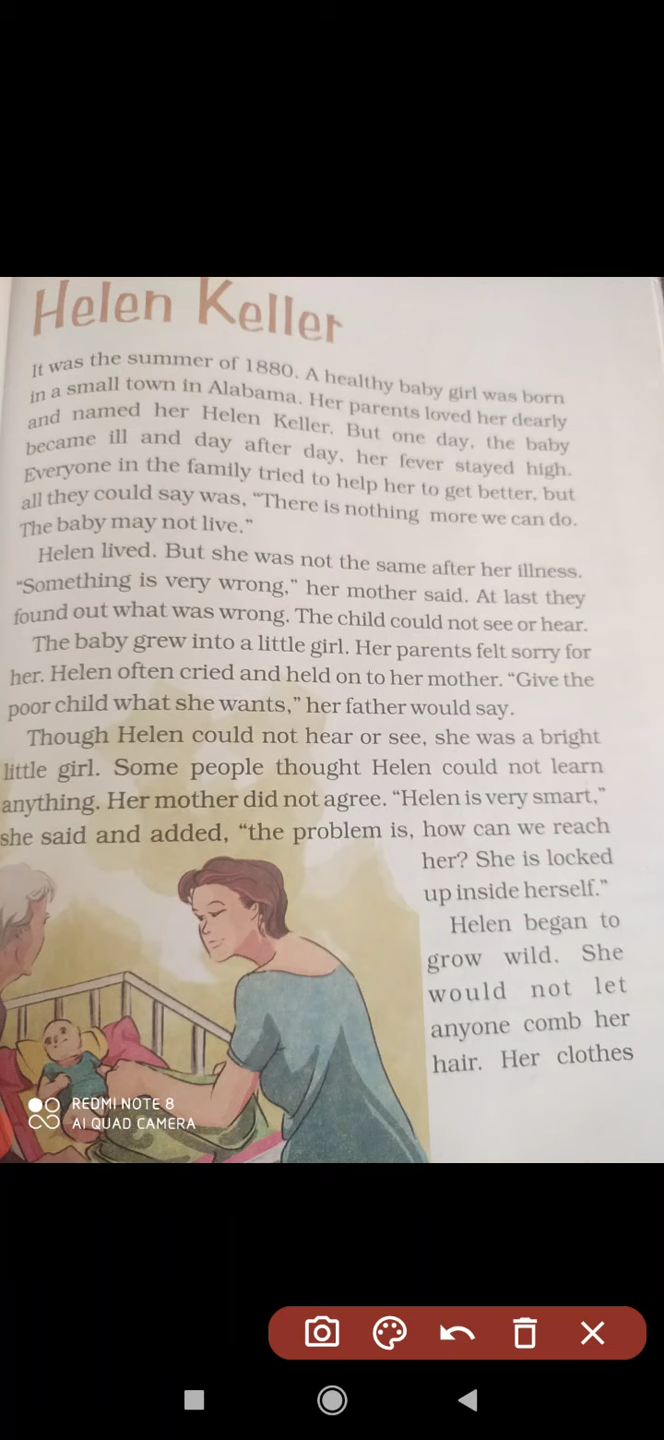 Helen Keller
It was the summer of 1880. A healthy baby girl was born
in a small town in Alabama. Her parents loved her dearly
and named her Helen Keller. But one day, the baby
became ill and day after day, her fever stayed high.
Everyone in the family tried to help her to get better, but
all they could say was, “There is nothing more we can do.
The baby may not live.”
Helen lived. But she was not the same after her illness.
“Something is very wrong,” her mother said. At last they
found out what was wrong. The child could not see or hear.
The baby grew into a little girl. Her parents felt sorry for
her. Helen often cried and held on to her mother. “Give the
poor child what she wants,” her father would say.
Though Helen could not hear or see, she was a bright
little girl. Some people thought Helen could not learn
anything. Her mother did not agree. “Helen is very smart,”
she said and added, “the problem is, how can we reach
her? She is locked
up inside herself.”
Helen began to
grow wild. She
would not let
anyone comb her
hair. Her clothes
REDMI NOTE 8
AI QUAD CAMERA